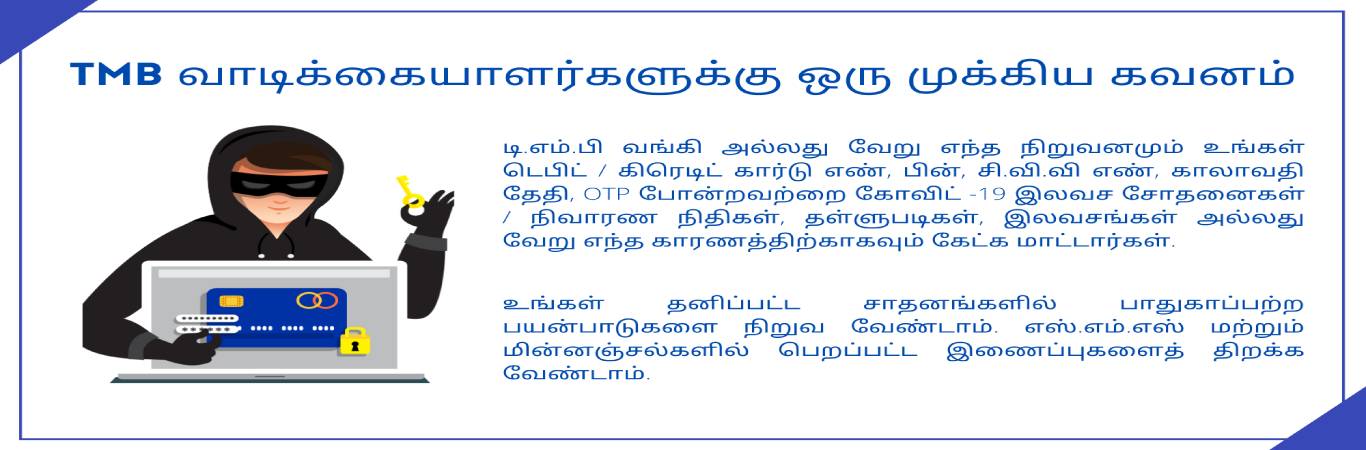 TMB வாடிக்கையாளர்களுக்கு ஒரு முக்கிய கவனம்
டி.எம்.பி வங்கி அல்லது வேறு எந்த நிறுவனமும் உங்கள்
டெபிட் / கிரெடிட் கார்டு எண், பின், சி.வி.வி எண், காலாவதி
தேதி, OTP போன்றவற்றை கோவிட் -19 இலவச சோதனைகள்
/ நிவாரண நிதிகள், தள்ளுபடிகள், இலவசங்கள் அல்லது
வேறு எந்த காரணத்திற்காகவும் கேட்க மாட்டார்கள்.
உங்கள் தனிப்பட்ட சாதனங்களில் பாதுகாப்பற்ற
பயன்பாடுகளை நிறுவ வேண்டாம். எஸ்.எம்.எஸ் மற்றும்
மின்னஞ்சல்களில் பெறப்பட்ட இணைப்புகளைத் திறக்க
வேண்டாம்.